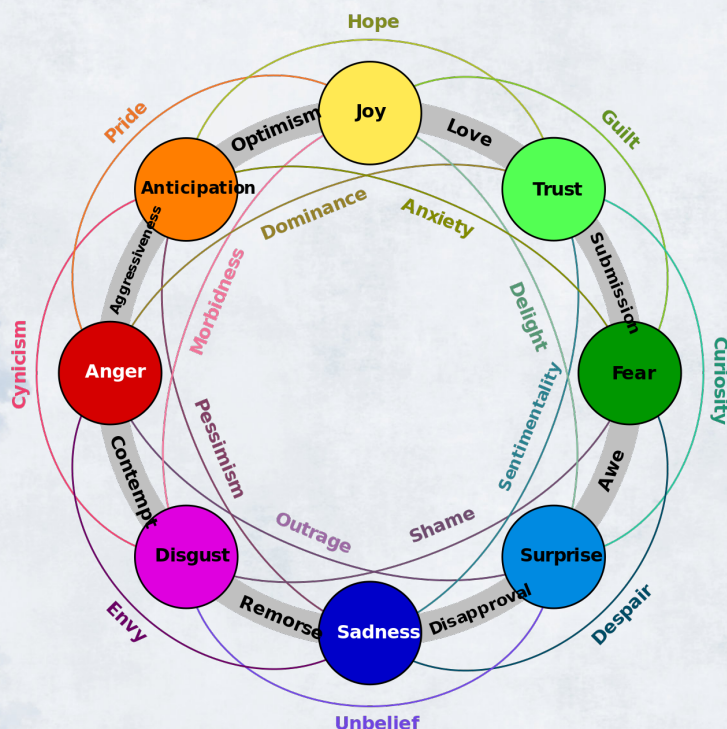 Hope
Pride
Joy
Guilt
Optimism
Love
Anticipation
Trust
Dominance
Anxiety
Aggressiveness
Submission
Morbidness
Delight
Cynicism
Anger
Fear
Curiosity
Pessimism
Sentimentality
Contempt
Awe
Outrage
Shame
Disgust
Surprise
Envy
Remorse
Sadness
Disapproval
Despair
Unbelief